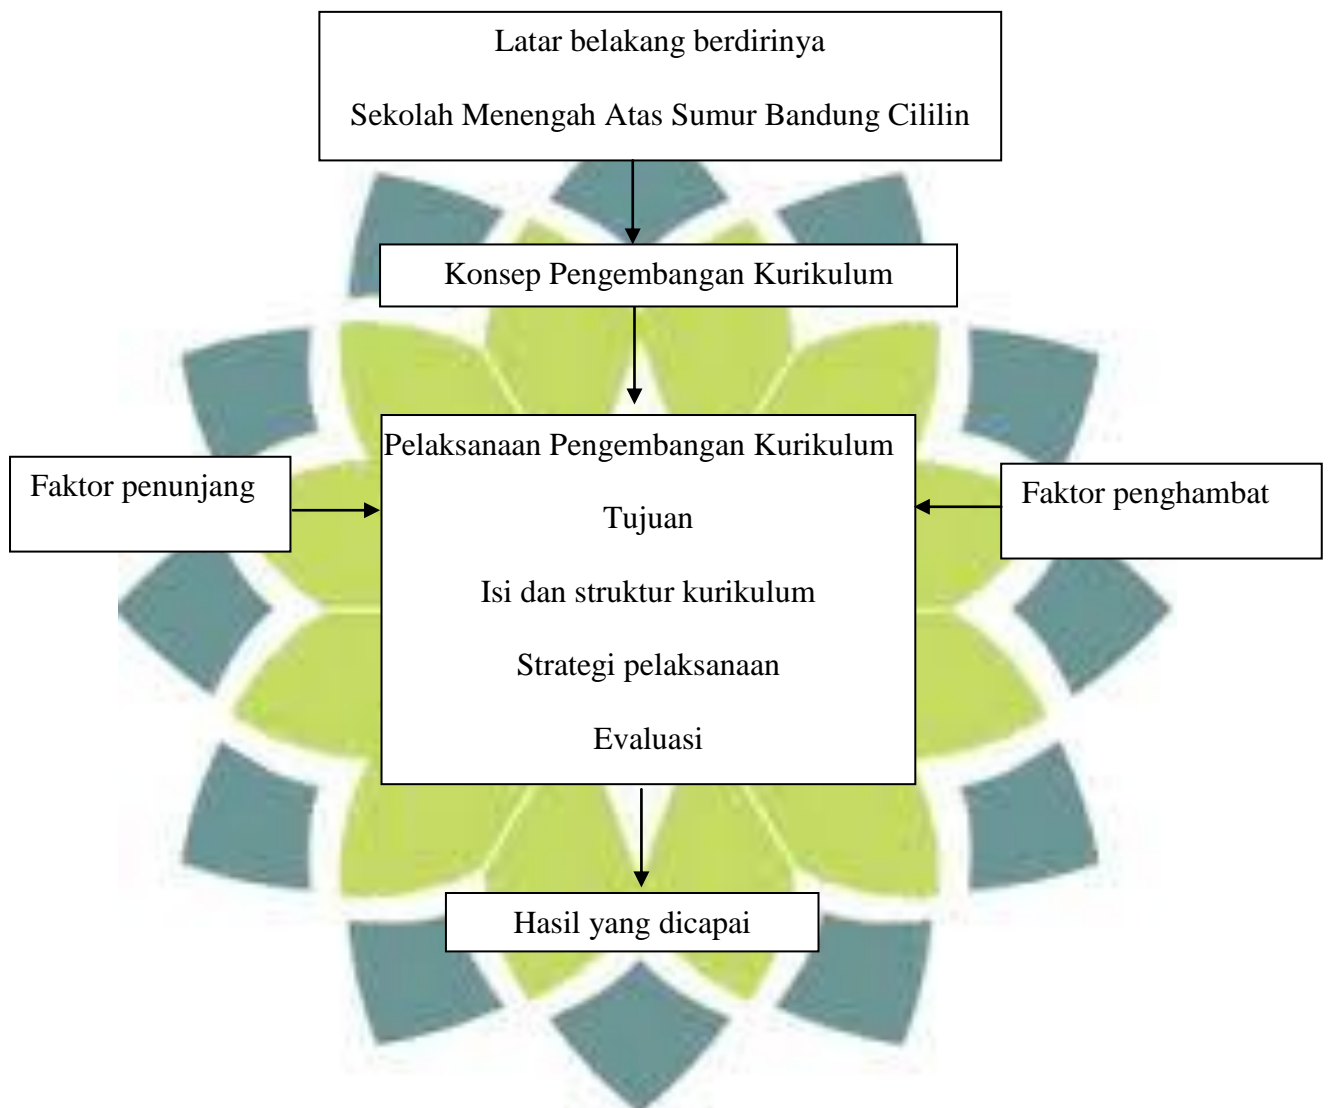 Latar belakang berdirinya
Sekolah Menengah Atas Sumur Bandung Cililin
Konsep Pengembangan Kurikulum
Pelaksanaan Pengembangan Kurikulum
Tujuan
Isi dan struktur kurikulum
Strategi pelaksanaan
Evaluasi
Faktor penunjang
Faktor penghambat
Hasil yang dicapai